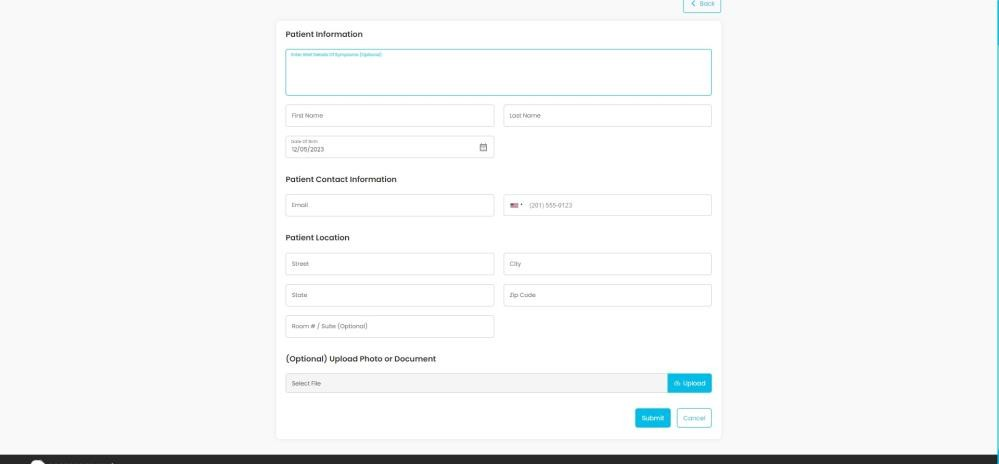 Back
Patient Information
Enter Brief Details Of Symptoms (Optional)
First Name
Last Name
Date Of Birth
12/05/2023
Patient Contact Information
Email
(201) 555-0123
Patient Location
Street
City
State
Zip Code
Room # / Suite (Optional)
(Optional) Upload Photo or Document
Select File
Upload
Submit
Cancel